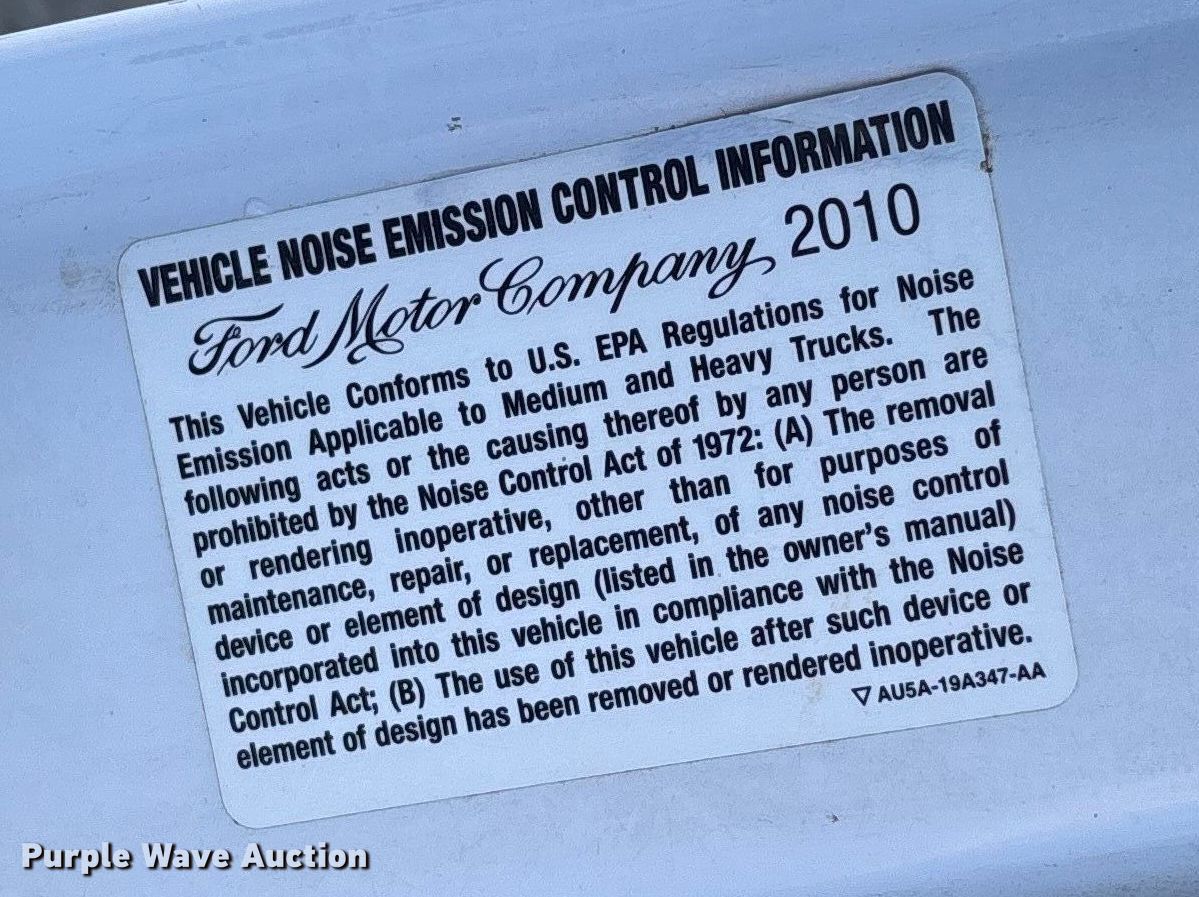 VEHICLE NOISE EMISSION CONTROL INFORMATION
Ford Motor Company 2010
This Vehicle Conforms to U.S. EPA Regulations for Noise
Emission Applicable to Medium and Heavy Trucks. The
following acts or the causing thereof by any person are
prohibited by the Noise Control Act of 1972: (A) The removal
or rendering inoperative, other than for purposes of
maintenance, repair, or replacement, of any noise control
device or element of design (listed in the owner's manual)
incorporated into this vehicle in compliance with the Noise
Control Act; (B) The use of this vehicle after such device or
element of design has been removed or rendered inoperative.
▽ AU5A-19A347-AA
Purple Wave Auction